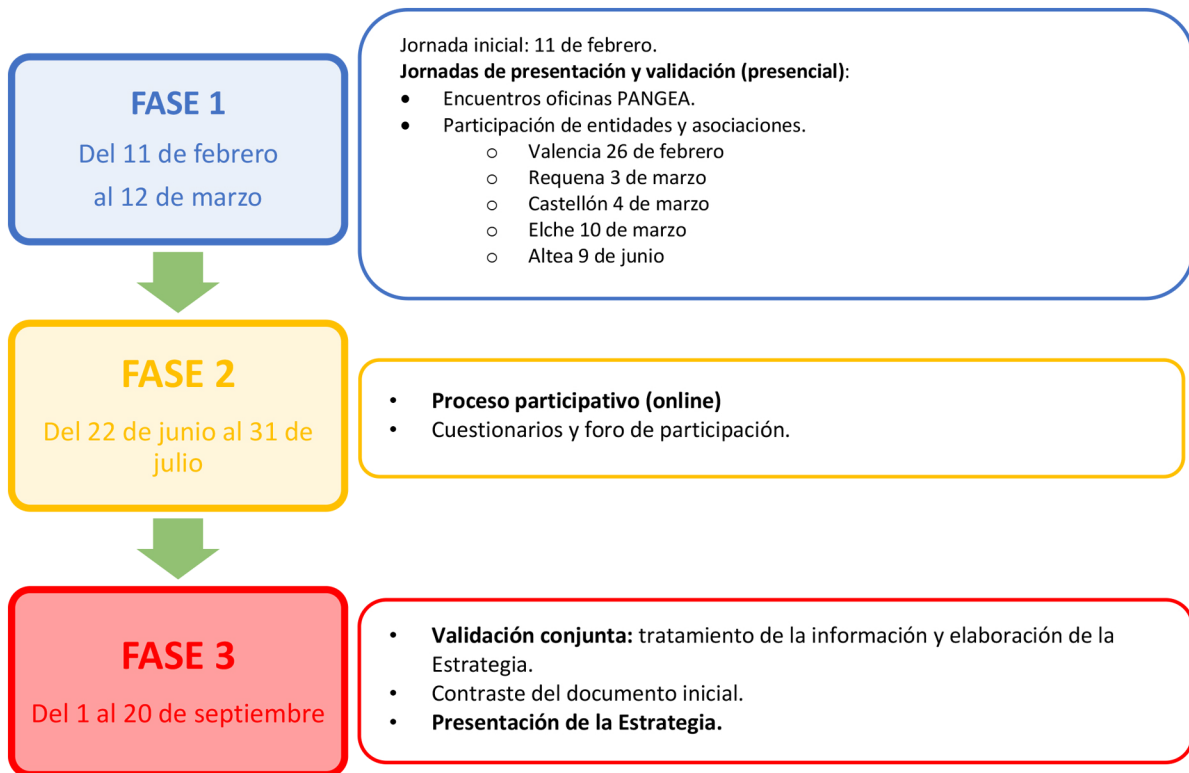 FASE 1
Del 11 de febrero
al 12 de marzo
Jornada inicial: 11 de febrero.
Jornadas de presentación y validación (presencial):
• Encuentros oficinas PANGEA.
• Participación de entidades y asociaciones.
o Valencia 26 de febrero
o Requena 3 de marzo
o Castellón 4 de marzo
o Elche 10 de marzo
o Altea 9 de junio
FASE 2
Del 22 de junio al 31 de
julio
• Proceso participativo (online)
• Cuestionarios y foro de participación.
FASE 3
Del 1 al 20 de septiembre
• Validación conjunta: tratamiento de la información y elaboración de la
Estrategia.
• Contraste del documento inicial.
• Presentación de la Estrategia.